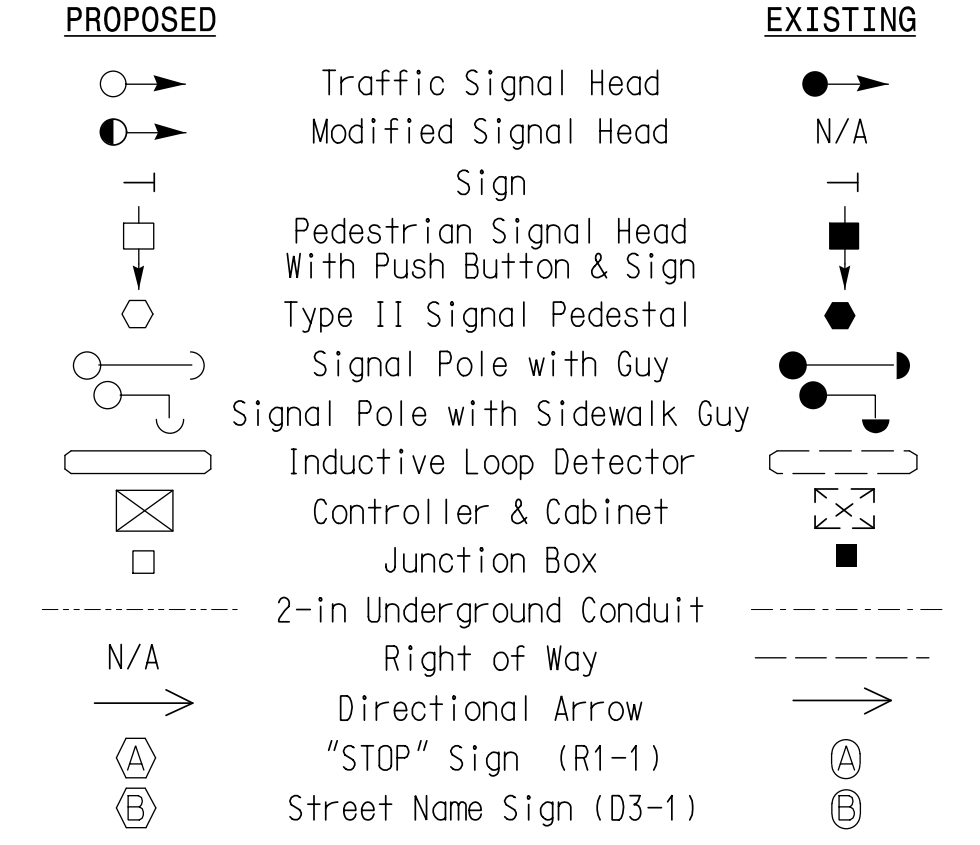 PROPOSED EXISTING
Traffic Signal Head
Modified Signal Head N/A
Sign
Pedestrian Signal Head
With Push Button & Sign
Type II Signal Pedestal
Signal Pole with Guy
Signal Pole with Sidewalk Guy
Inductive Loop Detector
Controller & Cabinet
Junction Box
2-in Underground Conduit
N/A Right of Way
Directional Arrow
A "STOP" Sign (R1-1) A
B Street Name Sign (D3-1) B